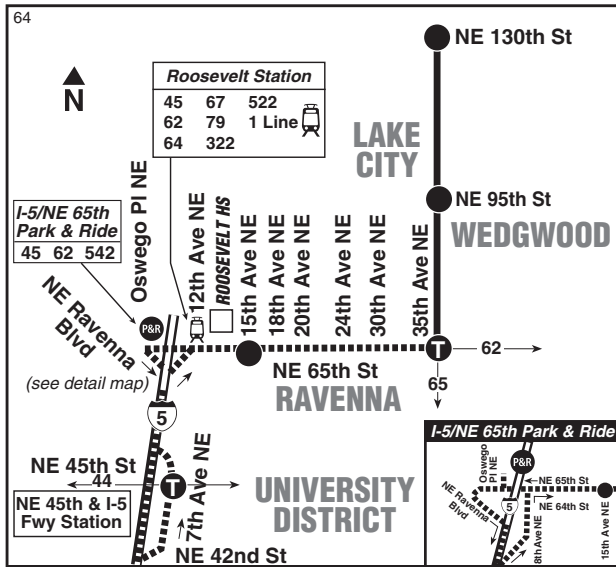 64
NE 130th St
N
Roosevelt Station
45 67 522
62 79 1 Line
64 322
LAKE
CITY
NE 95th St
WEDGWOOD
I-5/NE 65th
Park & Ride
45 62 542
Oswego Pl NE
12th Ave NE
ROOSEVELT HS
15th Ave NE
18th Ave NE
20th Ave NE
24th Ave NE
30th Ave NE
35th Ave NE
NE Ravenna
Blvd
(see detail map)
P&R
T
62
65
NE 65th St
RAVENNA
5
NE 45th St
44
T
NE 45th & I-5
Fwy Station
7th Ave NE
NE 42nd St
UNIVERSITY
DISTRICT
I-5/NE 65th Park & Ride
Oswego
Pl NE
P&R
NE 65th St
NE Ravenna
Blvd
5
NE 64th St
8th Ave NE
15th Ave NE